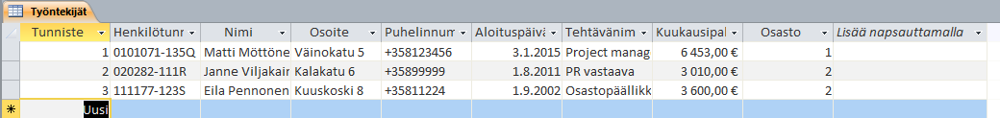 Työntekijät
Tunniste Henkilötunn Nimi Osoite Puhelinnum Aloituspäivä Tehtävänim Kuukausipal Osasto Lisää napsauttamalla
1 0101071-135Q Matti Möttöne Väinokatu 5 +358123456 3.1.2015 Project manag 6 453,00 € 1
2 020282-111R Janne Viljakair Kalakatu 6 +35899999 1.8.2011 PR vastaava 3 010,00 € 2
3 111177-123S Eila Pennonen Kuuskoski 8 +35811224 1.9.2002 Osastopäällikk 3 600,00 € 2
Uusi